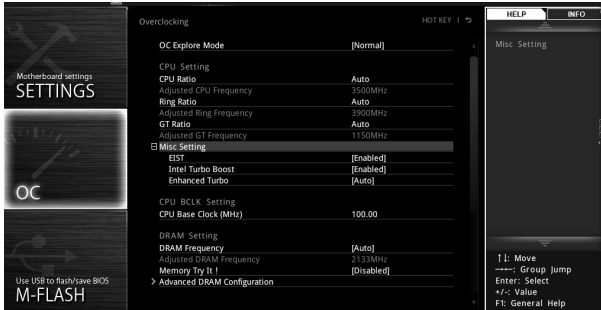 Motherboard settings
SETTINGS
OC
Use USB to flash/save BIOS
M-FLASH
Overclocking
HOT KEY
OC Explore Mode [Normal]
CPU Setting
CPU Ratio Auto
Adjusted CPU Frequency 3500MHz
Ring Ratio Auto
Adjusted Ring Frequency 3900MHz
GT Ratio Auto
Adjusted GT Frequency 1150MHz
Misc Setting
EIST [Enabled]
Intel Turbo Boost [Enabled]
Enhanced Turbo [Auto]
CPU BCLK Setting
CPU Base Clock (MHz) 100.00
DRAM Setting
DRAM Frequency [Auto]
Adjusted DRAM Frequency 2133MHz
Memory Try It ! [Disabled]
> Advanced DRAM Configuration
HELP INFO
Misc Setting
↑↓: Move
→←: Group Jump
Enter: Select
+/-: Value
F1: General Help